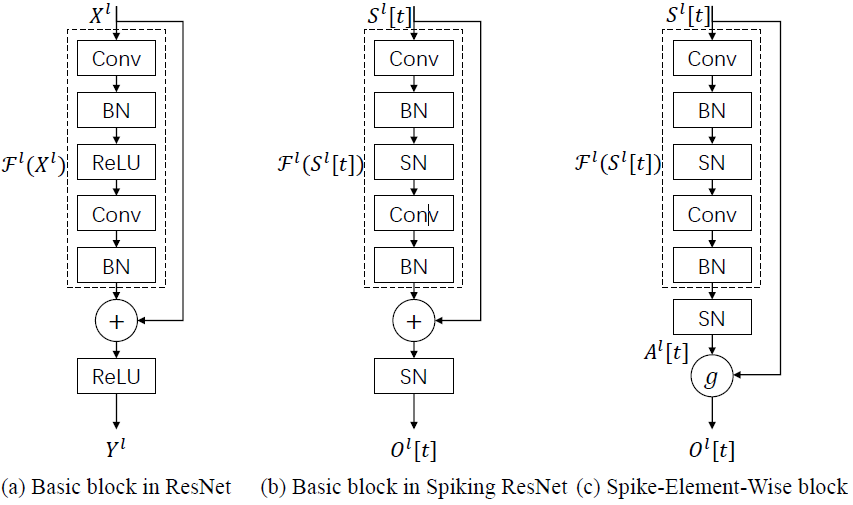 X^l
Conv
BN
ReLU
Conv
BN
ℱ^l(X^l)
+
ReLU
Y^l
(a) Basic block in ResNet
S^l[t]
Conv
BN
SN
Conv
BN
ℱ^l(S^l[t])
+
SN
O^l[t]
(b) Basic block in Spiking ResNet
S^l[t]
Conv
BN
SN
Conv
BN
ℱ^l(S^l[t])
SN
A^l[t]
g
O^l[t]
(c) Spike-Element-Wise block